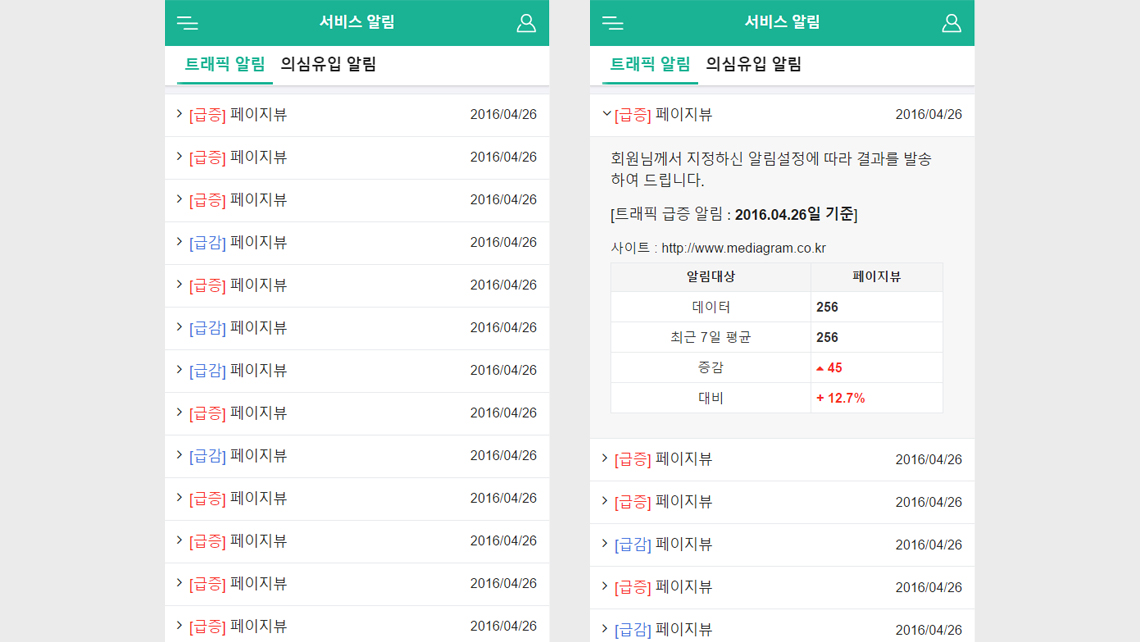 서비스 알림
트래픽 알림 의심유입 알림
[급증] 페이지뷰 2016/04/26
[급증] 페이지뷰 2016/04/26
[급증] 페이지뷰 2016/04/26
[급감] 페이지뷰 2016/04/26
[급증] 페이지뷰 2016/04/26
[급감] 페이지뷰 2016/04/26
[급감] 페이지뷰 2016/04/26
[급증] 페이지뷰 2016/04/26
[급감] 페이지뷰 2016/04/26
[급증] 페이지뷰 2016/04/26
[급증] 페이지뷰 2016/04/26
[급증] 페이지뷰 2016/04/26
[급증] 페이지뷰 2016/04/26
서비스 알림
트래픽 알림 의심유입 알림
[급증] 페이지뷰 2016/04/26
회원님께서 지정하신 알림설정에 따라 결과를 발송
하여 드립니다.
[트래픽 급증 알림 : 2016.04.26일 기준]
사이트 : http://www.mediagram.co.kr
알림대상 페이지뷰
데이터 256
최근 7일 평균 256
증감 45
대비 + 12.7%
[급증] 페이지뷰 2016/04/26
[급증] 페이지뷰 2016/04/26
[급감] 페이지뷰 2016/04/26
[급증] 페이지뷰 2016/04/26
[급감] 페이지뷰 2016/04/26